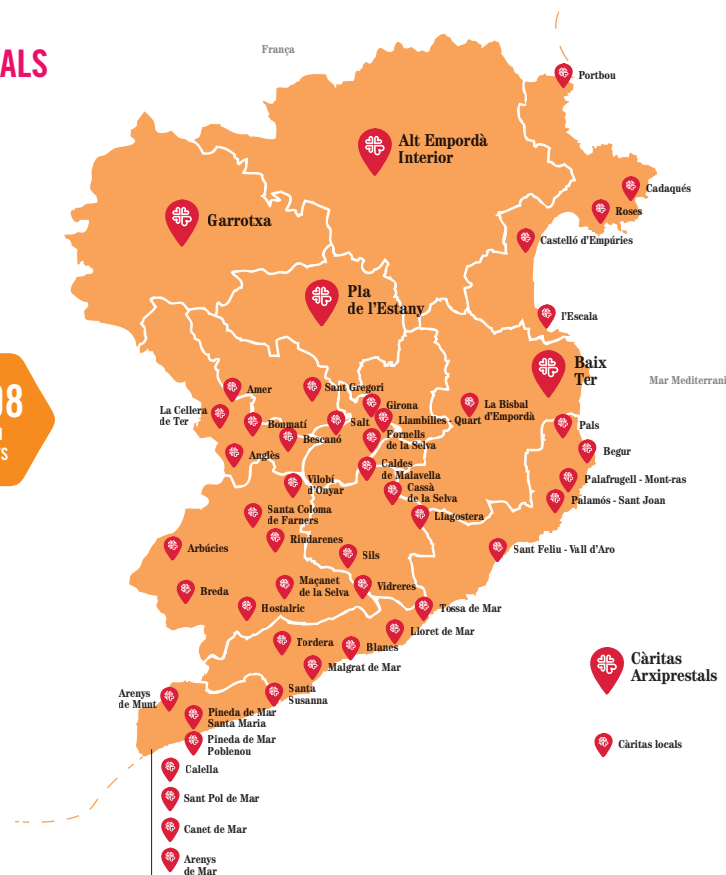 ALS
França
Portbou
Alt Empordà
Interior
Cadaqués
Roses
Garrotxa
Castelló d'Empúries
Pla
de l'Estany
l'Escala
Baix
Ter
Mar Mediterrani
Amer
Sant Gregori
La Cellera
de Ter
Girona
La Bisbal
d'Empordà
Bonmatí
Salt
Llambilles - Quart
Pals
Bescanó
Fornells
de la Selva
Begur
Anglès
Caldes
de Malavella
Palafrugell - Mont-ras
Vilobí
d'Onyar
Cassà
de la Selva
Palamós - Sant Joan
Santa Coloma
de Farners
Llagostera
Riudarenes
Arbúcies
Sils
Sant Feliu - Vall d'Aro
Breda
Maçanet
de la Selva
Vidreres
Hostalric
Tossa de Mar
Lloret de Mar
Tordera
Blanes
Malgrat de Mar
Càritas
Arxiprestals
Arenys
de Munt
Santa
Susanna
Pineda de Mar
Santa Maria
Pineda de Mar
Poblenou
Càritas locals
Calella
Sant Pol de Mar
Canet de Mar
Arenys
de Mar